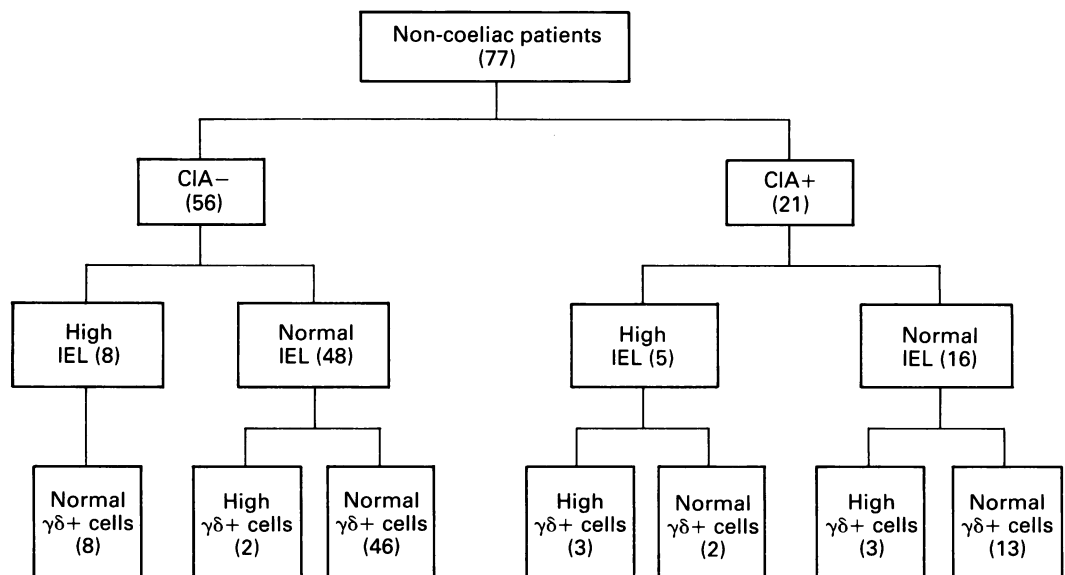 Non-coeliac patients
(77)
CIA−
(56)
CIA+
(21)
High
IEL (8)
Normal
IEL (48)
High
IEL (5)
Normal
IEL (16)
Normal
γδ+ cells
(8)
High
γδ+ cells
(2)
Normal
γδ+ cells
(46)
High
γδ+ cells
(3)
Normal
γδ+ cells
(2)
High
γδ+ cells
(3)
Normal
γδ+ cells
(13)